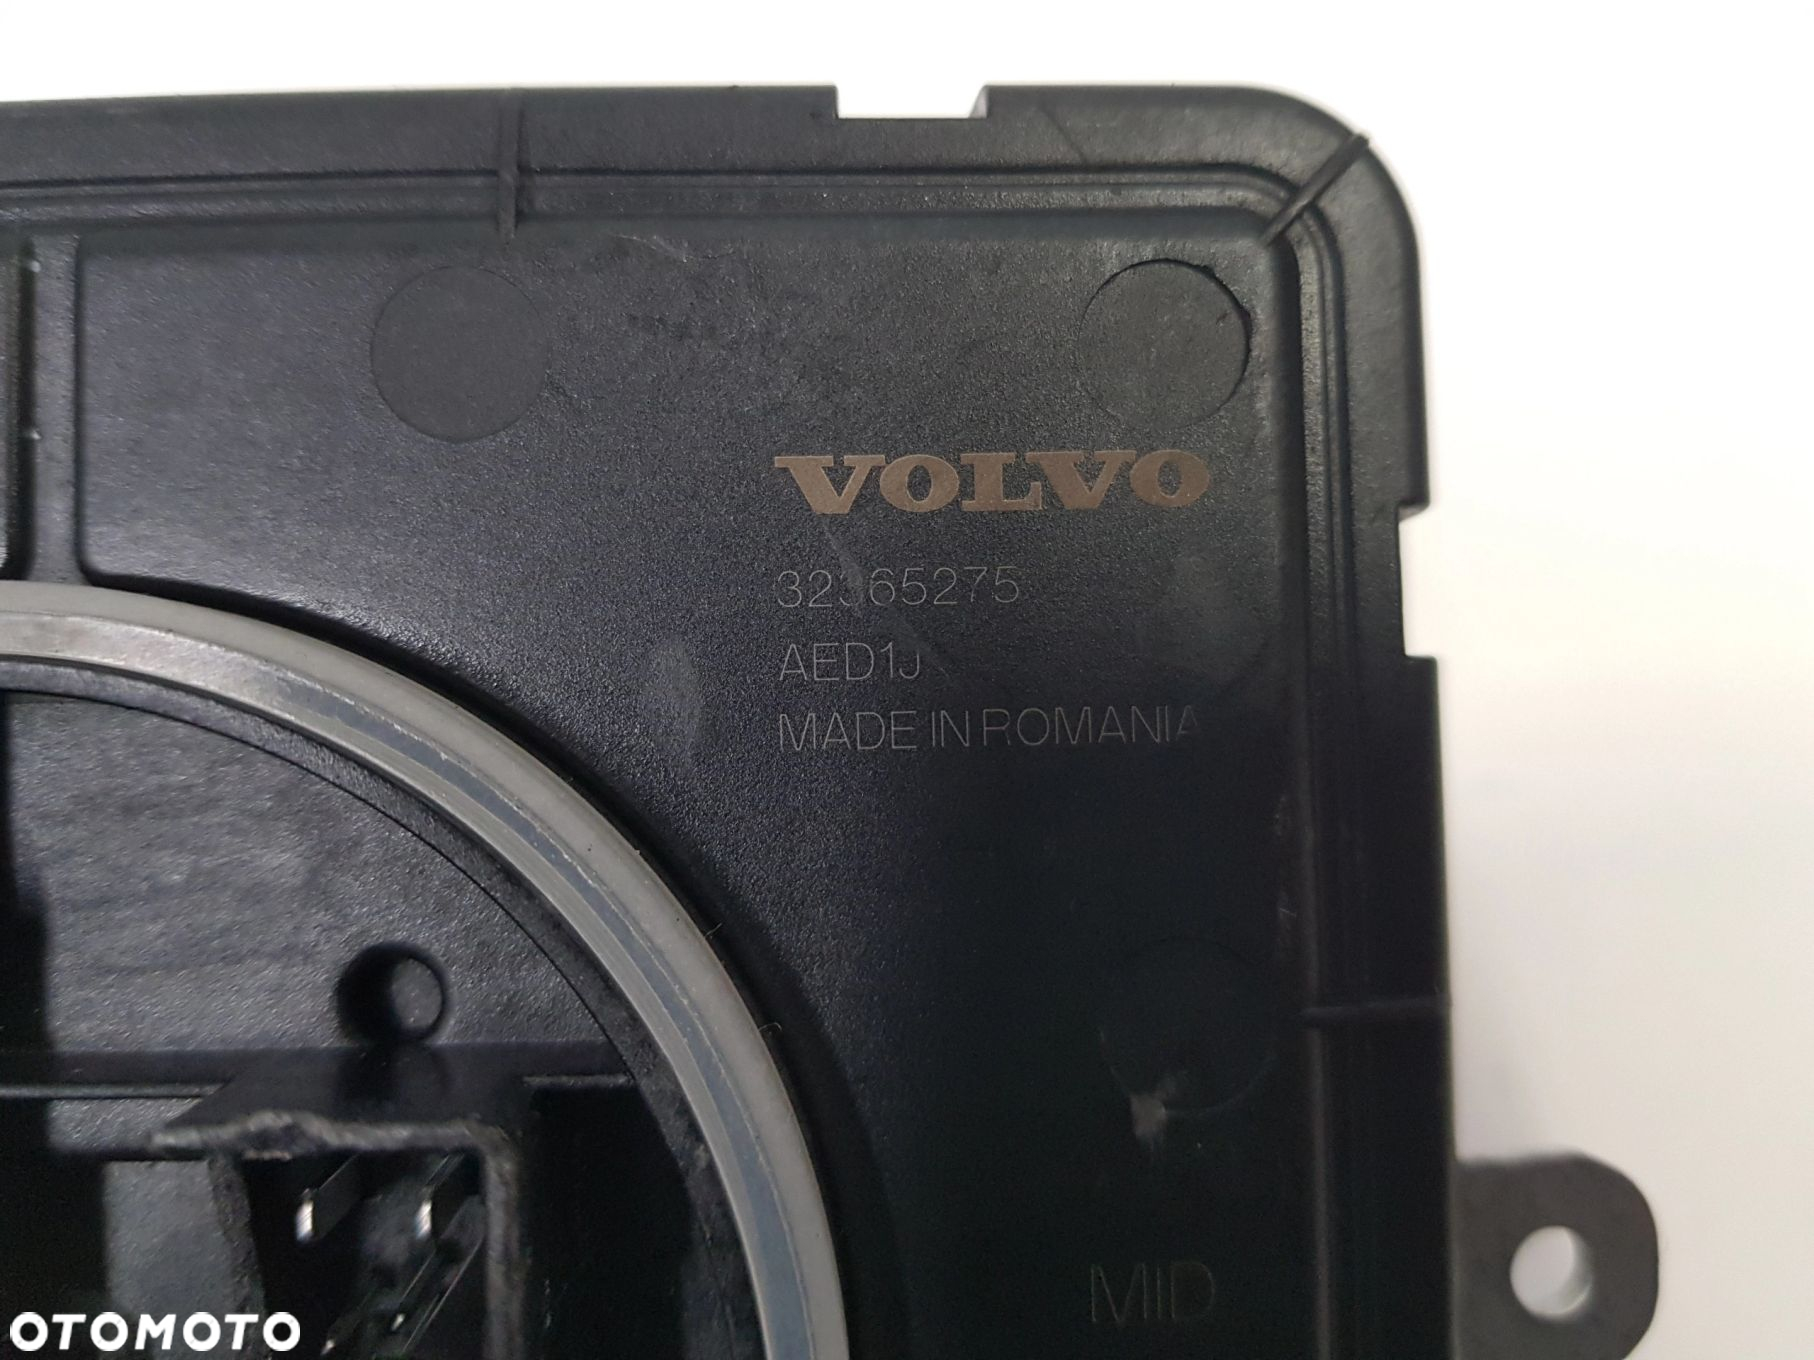 VOLVO
32365275
AED1J
MADE IN ROMANIA
MID
OTOMOTO